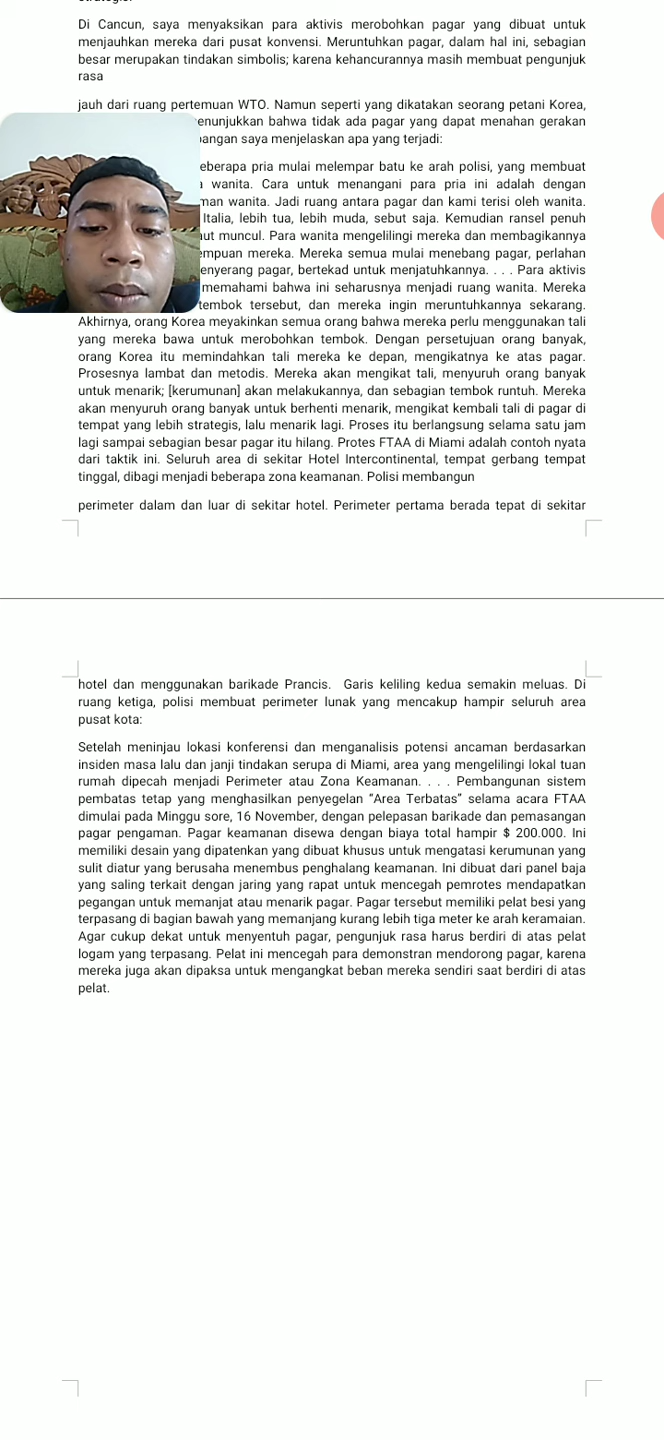 Di Cancun, saya menyaksikan para aktivis merobohkan pagar yang dibuat untuk
menjauhkan mereka dari pusat konvensi. Meruntuhkan pagar, dalam hal ini, sebagian
besar merupakan tindakan simbolis; karena kehancurannya masih membuat pengunjuk
rasa
jauh dari ruang pertemuan WTO. Namun seperti yang dikatakan seorang petani Korea,
bahwa tidak ada pagar yang dapat menahan gerakan
saya menjelaskan apa yang terjadi:
pria mulai melempar batu ke arah polisi, yang membuat
wanita. Cara untuk menangani para pria ini adalah dengan
wanita. Jadi ruang antara pagar dan kami terisi oleh wanita.
Italia, lebih tua, lebih muda, sebut saja. Kemudian ransel penuh
muncul. Para wanita mengelilingi mereka dan membagikannya
mereka. Mereka semua mulai menebang pagar, perlahan
pagar, bertekad untuk menjatuhkannya. . . . Para aktivis
memahami bahwa ini seharusnya menjadi ruang wanita. Mereka
tembok tersebut, dan mereka ingin meruntuhkannya sekarang.
Akhirnya, orang Korea meyakinkan semua orang bahwa mereka perlu menggunakan tali
yang mereka bawa untuk merobohkan tembok. Dengan persetujuan orang banyak,
orang Korea itu memindahkan tali mereka ke depan, mengikatnya ke atas pagar.
Prosesnya lambat dan metodis. Mereka akan mengikat tali, menyuruh orang banyak
untuk menarik; [kerumunan] akan melakukannya, dan sebagian tembok runtuh. Mereka
akan menyuruh orang banyak untuk berhenti menarik, mengikat kembali tali di pagar di
tempat yang lebih strategis, lalu menarik lagi. Proses itu berlangsung selama satu jam
lagi sampai sebagian besar pagar itu hilang. Protes FTAA di Miami adalah contoh nyata
dari taktik ini. Seluruh area di sekitar Hotel Intercontinental, tempat gerbang tempat
tinggal, dibagi menjadi beberapa zona keamanan. Polisi membangun
perimeter dalam dan luar di sekitar hotel. Perimeter pertama berada tepat di sekitar
hotel dan menggunakan barikade Prancis. Garis keliling kedua semakin meluas. Di
ruang ketiga, polisi membuat perimeter lunak yang mencakup hampir seluruh area
pusat kota:
Setelah meninjau lokasi konferensi dan menganalisis potensi ancaman berdasarkan
insiden masa lalu dan janji tindakan serupa di Miami, area yang mengelilingi lokal tuan
rumah dipecah menjadi Perimeter atau Zona Keamanan. . . . Pembangunan sistem
pembatas tetap yang menghasilkan penyegelan “Area Terbatas” selama acara FTAA
dimulai pada Minggu sore, 16 November, dengan pelepasan barikade dan pemasangan
pagar pengaman. Pagar keamanan disewa dengan biaya total hampir $ 200.000. Ini
memiliki desain yang dipatenkan yang dibuat khusus untuk mengatasi kerumunan yang
sulit diatur yang berusaha menembus penghalang keamanan. Ini dibuat dari panel baja
yang saling terkait dengan jaring yang rapat untuk mencegah pemrotes mendapatkan
pegangan untuk memanjat atau menarik pagar. Pagar tersebut memiliki pelat besi yang
terpasang di bagian bawah yang memanjang kurang lebih tiga meter ke arah keramaian.
Agar cukup dekat untuk menyentuh pagar, pengunjuk rasa harus berdiri di atas pelat
logam yang terpasang. Pelat ini mencegah para demonstran mendorong pagar, karena
mereka juga akan dipaksa untuk mengangkat beban mereka sendiri saat berdiri di atas
pelat.